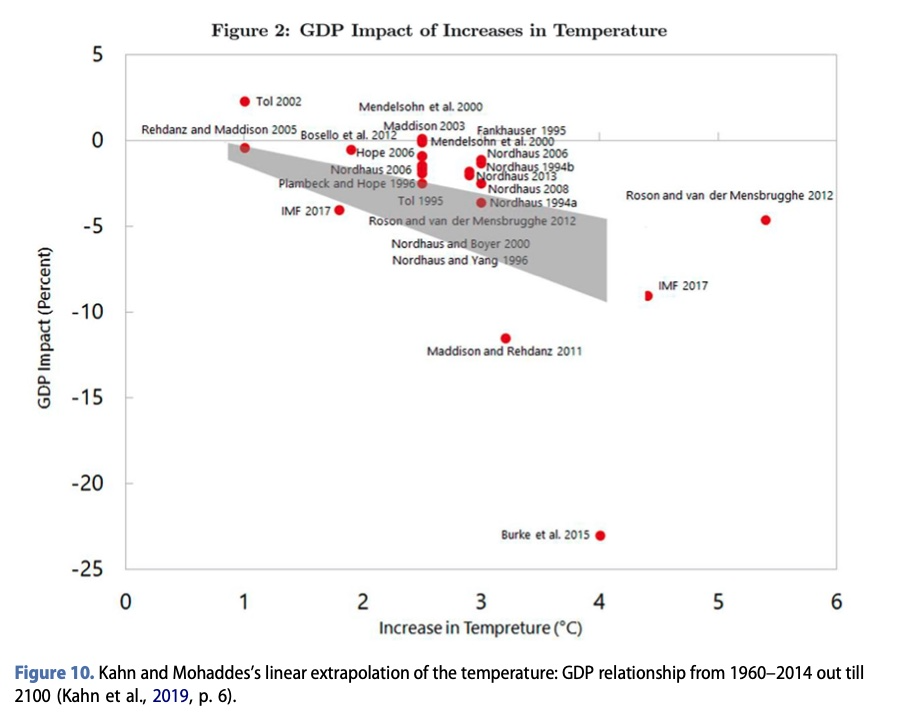 Figure 2: GDP Impact of Increases in Temperature
5
Tol 2002
Mendelsohn et al. 2000
Rehdanz and Maddison 2005
Maddison 2003
Fankhauser 1995
Bosello et al. 2012
0
Mendelsohn et al. 2000
Hope 2006
Nordhaus 2006
Nordhaus 1994b
Nordhaus 2006
Nordhaus 2013
Plambeck and Hope 1996
Nordhaus 2008
Roson and van der Mensbrugghe 2012
Tol 1995
Nordhaus 1994a
IMF 2017
Roson and van der Mensbrugghe 2012
-5
Nordhaus and Boyer 2000
Nordhaus and Yang 1996
IMF 2017
-10
Maddison and Rehdanz 2011
-15
-20
Burke et al. 2015
-25
GDP Impact (Percent)
0 1 2 3 4 5 6
Increase in Tempreture (°C)
Figure 10. Kahn and Mohaddes's linear extrapolation of the temperature: GDP relationship from 1960–2014 out till
2100 (Kahn et al., 2019, p. 6).